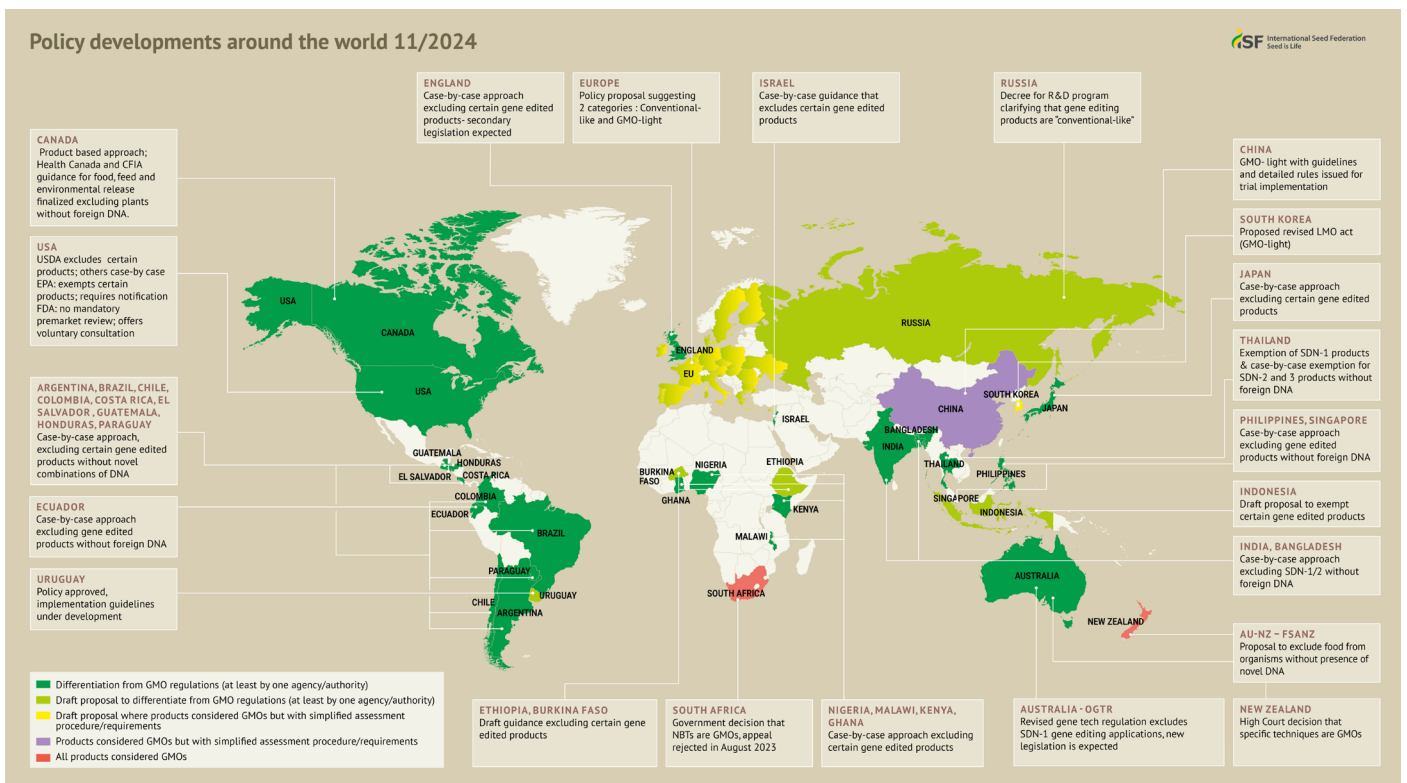 Policy developments around the world 11/2024
iSF International Seed Federation
Seed is Life
ENGLAND
Case-by-case approach
excluding certain gene edited
products- secondary
legislation expected
EUROPE
Policy proposal suggesting
2 categories : Conventional-
like and GMO-light
ISRAEL
Case-by-case guidance that
excludes certain gene edited
products
RUSSIA
Decree for R&D program
clarifying that gene editing
products are “conventional-like”
CANADA
Product based approach;
Health Canada and CFIA
guidance for food, feed and
environmental release
finalized excluding plants
without foreign DNA.
USA
USDA excludes certain
products; others case-by case
EPA: exempts certain
products; requires notification
FDA: no mandatory
premarket review; offers
voluntary consultation
ARGENTINA, BRAZIL, CHILE,
COLOMBIA, COSTA RICA, EL
SALVADOR , GUATEMALA,
HONDURAS, PARAGUAY
Case-by-case approach,
excluding certain gene edited
products without novel
combinations of DNA
ECUADOR
Case-by-case approach
excluding gene edited
products without foreign DNA
URUGUAY
Policy approved,
implementation guidelines
under development
CHINA
GMO- light with guidelines
and detailed rules issued for
trial implementation
SOUTH KOREA
Proposed revised LMO act
(GMO-light)
JAPAN
Case-by-case approach
excluding certain gene edited
products
THAILAND
Exemption of SDN-1 products
& case-by-case exemption for
SDN-2 and 3 products without
foreign DNA
PHILIPPINES, SINGAPORE
Case-by-case approach
excluding gene edited
products without foreign DNA
INDONESIA
Draft proposal to exempt
certain gene edited products
INDIA, BANGLADESH
Case-by-case approach
excluding SDN-1/2 without
foreign DNA
AU-NZ – FSANZ
Proposal to exclude food from
organisms without presence of
novel DNA
NEW ZEALAND
High Court decision that
specific techniques are GMOs
USA
CANADA
USA
GUATEMALA
HONDURAS
EL SALVADOR
COSTA RICA
COLOMBIA
ECUADOR
BRAZIL
PARAGUAY
URUGUAY
CHILE
ARGENTINA
ENGLAND
EU
RUSSIA
ISRAEL
BURKINA
FASO
NIGERIA
GHANA
ETHIOPIA
KENYA
MALAWI
SOUTH AFRICA
CHINA
SOUTH KOREA
JAPAN
BANGLADESH
INDIA
THAILAND
PHILIPPINES
SINGAPORE
INDONESIA
AUSTRALIA
NEW ZEALAND
Differentiation from GMO regulations (at least by one agency/authority)
Draft proposal to differentiate from GMO regulations (at least by one agency/authority)
Draft proposal where products considered GMOs but with simplified assessment
procedure/requirements
Products considered GMOs but with simplified assessment procedure/requirements
All products considered GMOs
ETHIOPIA, BURKINA FASO
Draft guidance excluding certain gene
edited products
SOUTH AFRICA
Government decision that
NBTs are GMOs, appeal
rejected in August 2023
NIGERIA, MALAWI, KENYA,
GHANA
Case-by-case approach excluding
certain gene edited products
AUSTRALIA - OGTR
Revised gene tech regulation excludes
SDN-1 gene editing applications, new
legislation is expected